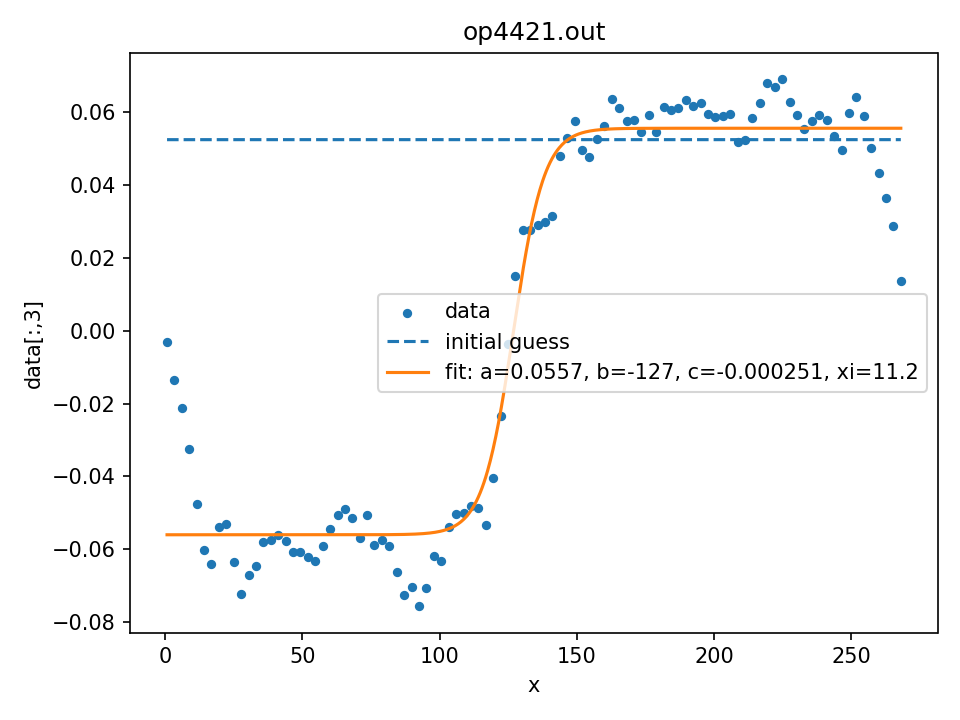 op4421.out
0.06
0.04
0.02
0.00
−0.02
−0.04
−0.06
−0.08
data[:,3]
data
initial guess
fit: a=0.0557, b=-127, c=-0.000251, xi=11.2
0 50 100 150 200 250
x